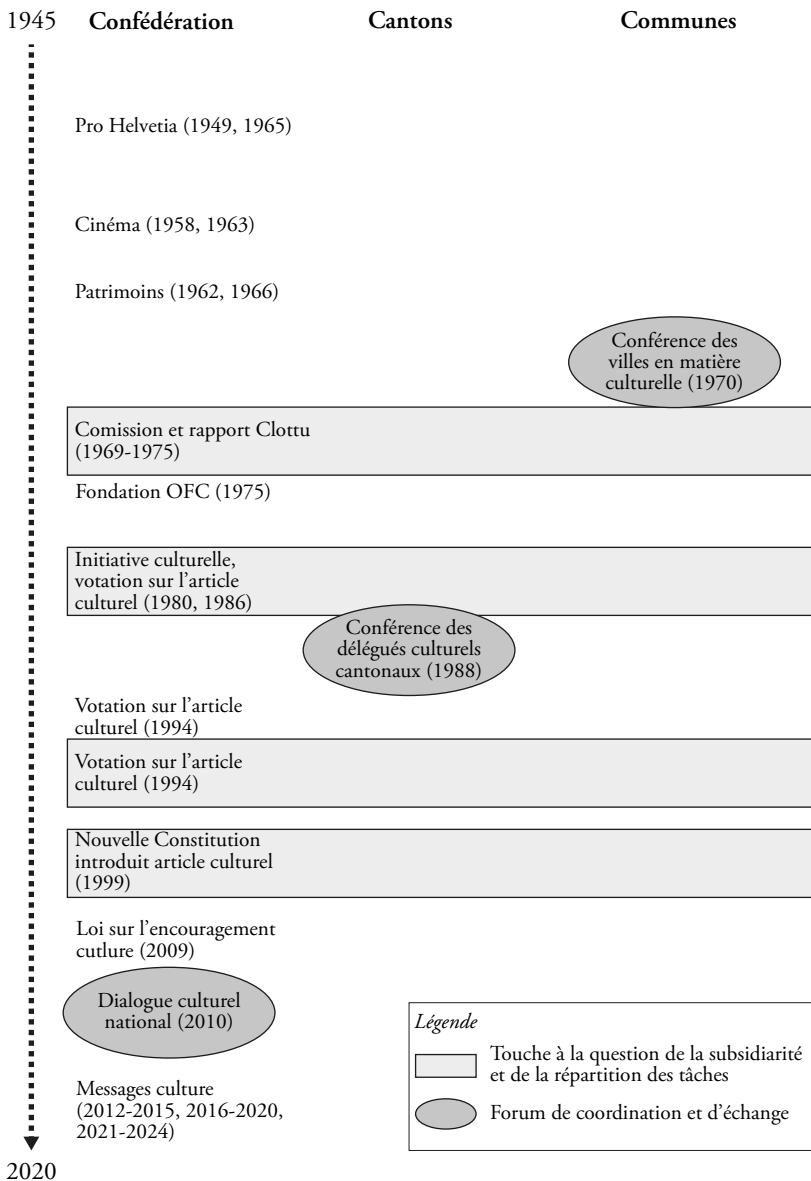 1945 Confédération Cantons Communes
Pro Helvetia (1949, 1965)
Cinéma (1958, 1963)
Patrimoins (1962, 1966)
Conférence des
villes en matière
culturelle (1970)
Comission et rapport Clottu
(1969-1975)
Fondation OFC (1975)
Initiative culturelle,
votation sur l’article
culturel (1980, 1986)
Conférence des
délégués culturels
cantonaux (1988)
Votation sur l’article
culturel (1994)
Votation sur l’article
culturel (1994)
Nouvelle Constitution
introduit article culturel
(1999)
Loi sur l’encouragement
cutlure (2009)
Dialogue culturel
national (2010)
Messages culture
(2012-2015, 2016-2020,
2021-2024)
Légende
Touche à la question de la subsidiarité
et de la répartition des tâches
Forum de coordination et d’échange
2020